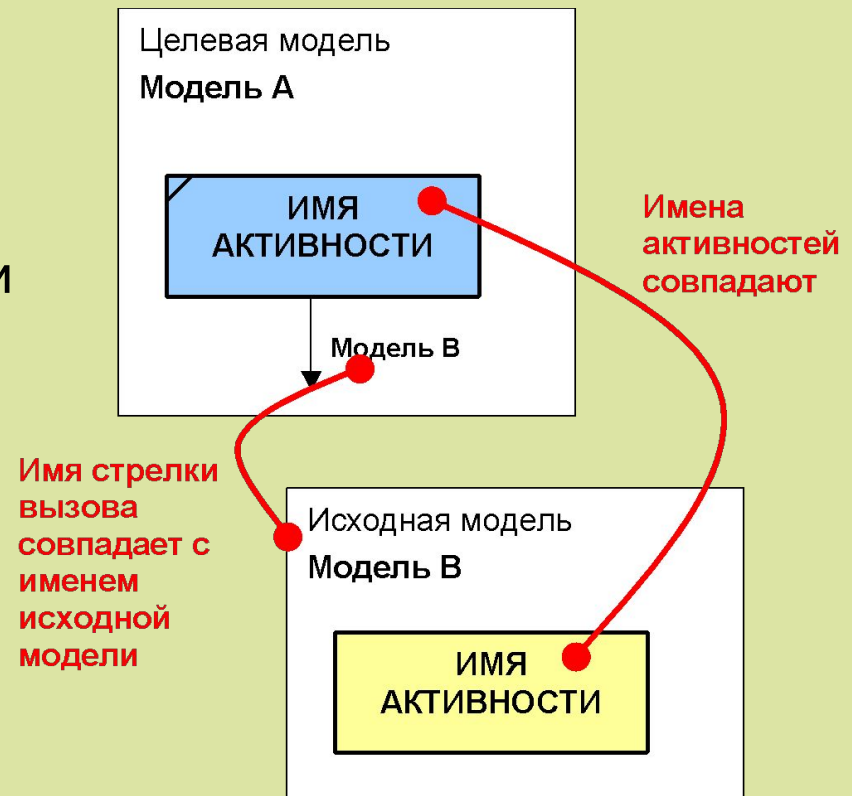 Целевая модель
Модель А
ИМЯ
АКТИВНОСТИ
Модель В
Имена
активностей
совпадают
и
Имя стрелки
вызова
совпадает с
именем
исходной
модели
Исходная модель
Модель В
ИМЯ
АКТИВНОСТИ